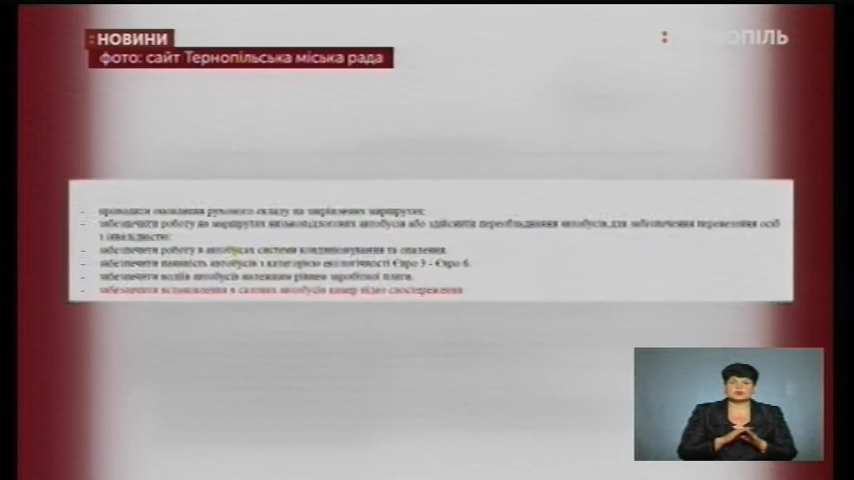 НОВИНИ
фото: сайт Тернопільська міська рада
ПІЛЬ
- проводити оновлення рухомого складу на закріплених маршрутах;
- забезпечити роботу на маршрутах низькопідлогових автобусів або здійснити переобладнання автобусів для забезпечення перевезення осіб
з інвалідністю;
- забезпечити роботу в автобусах системи кондиціонування та опалення.
- забезпечити наявність автобусів з категорією екологічності Євро 3 - Євро 6.
- забезпечити водіїв автобусів належним рівнем заробітної плати.
- забезпечити встановлення в салонах автобусів камер відео спостереження